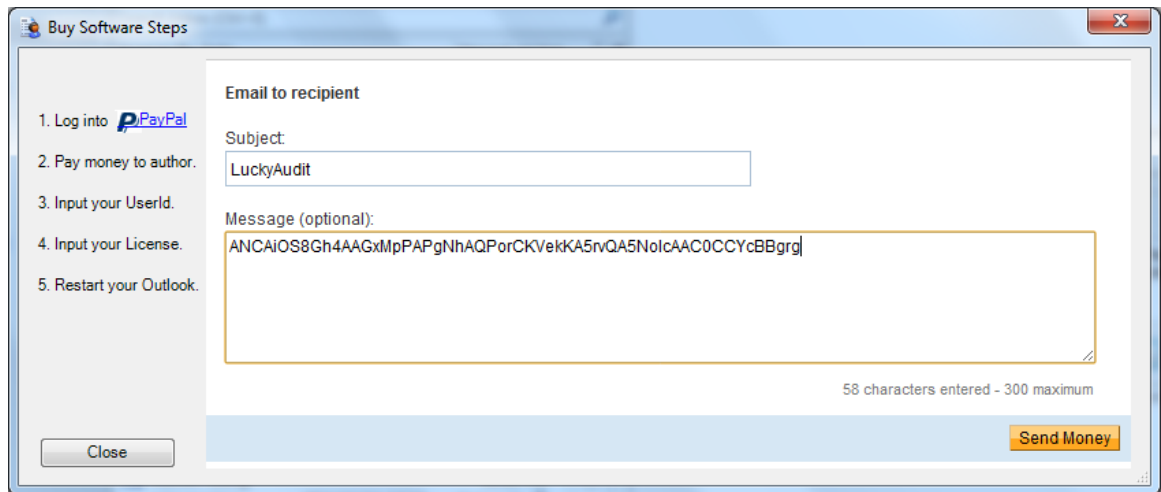 Buy Software Steps
1. Log into PayPal
2. Pay money to author.
3. Input your UserId.
4. Input your License.
5. Restart your Outlook.
Close
Email to recipient
Subject:
LuckyAudit
Message (optional):
ANCAiOS8Gh4AAGxMpPAPgNhAQPorCKVekKA5rvQA5NolcAAC0CCYcBBgrg
58 characters entered - 300 maximum
Send Money